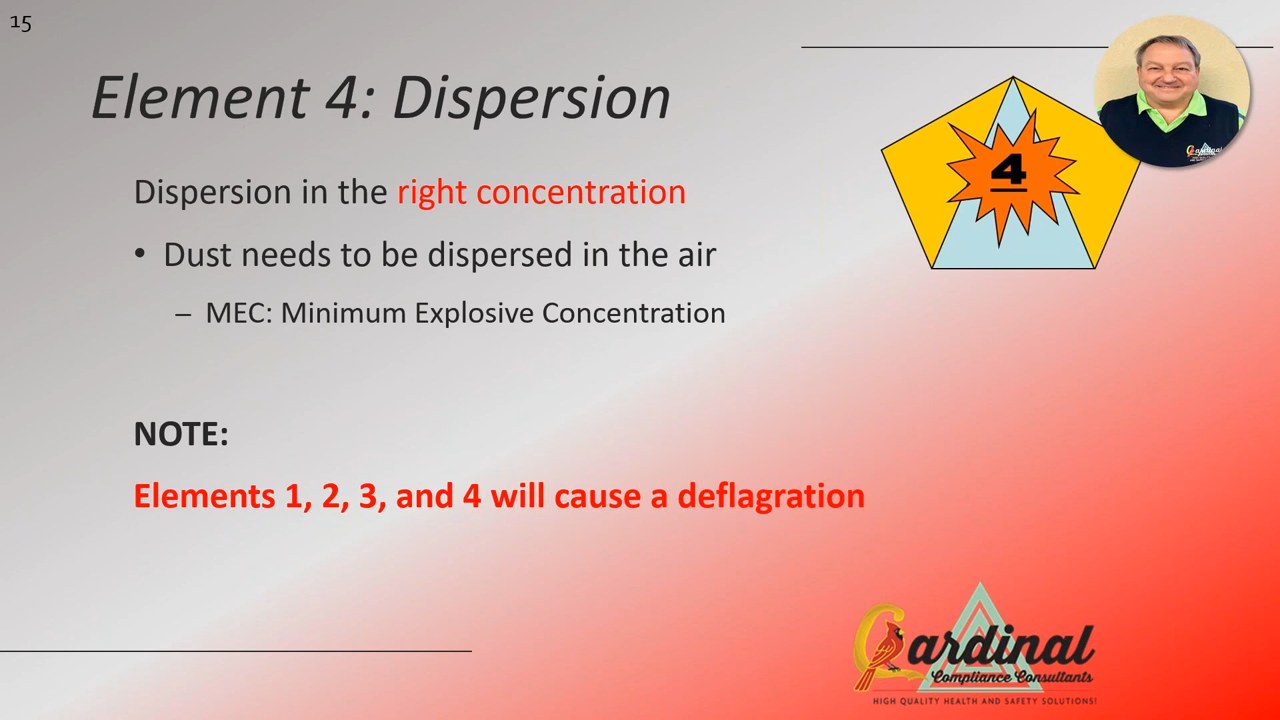 15
Element 4: Dispersion
4
Cardinal
Dispersion in the right concentration
• Dust needs to be dispersed in the air
– MEC: Minimum Explosive Concentration
NOTE:
Elements 1, 2, 3, and 4 will cause a deflagration
Cardinal
Compliance Consultants
HIGH QUALITY HEALTH AND SAFETY SOLUTIONS!